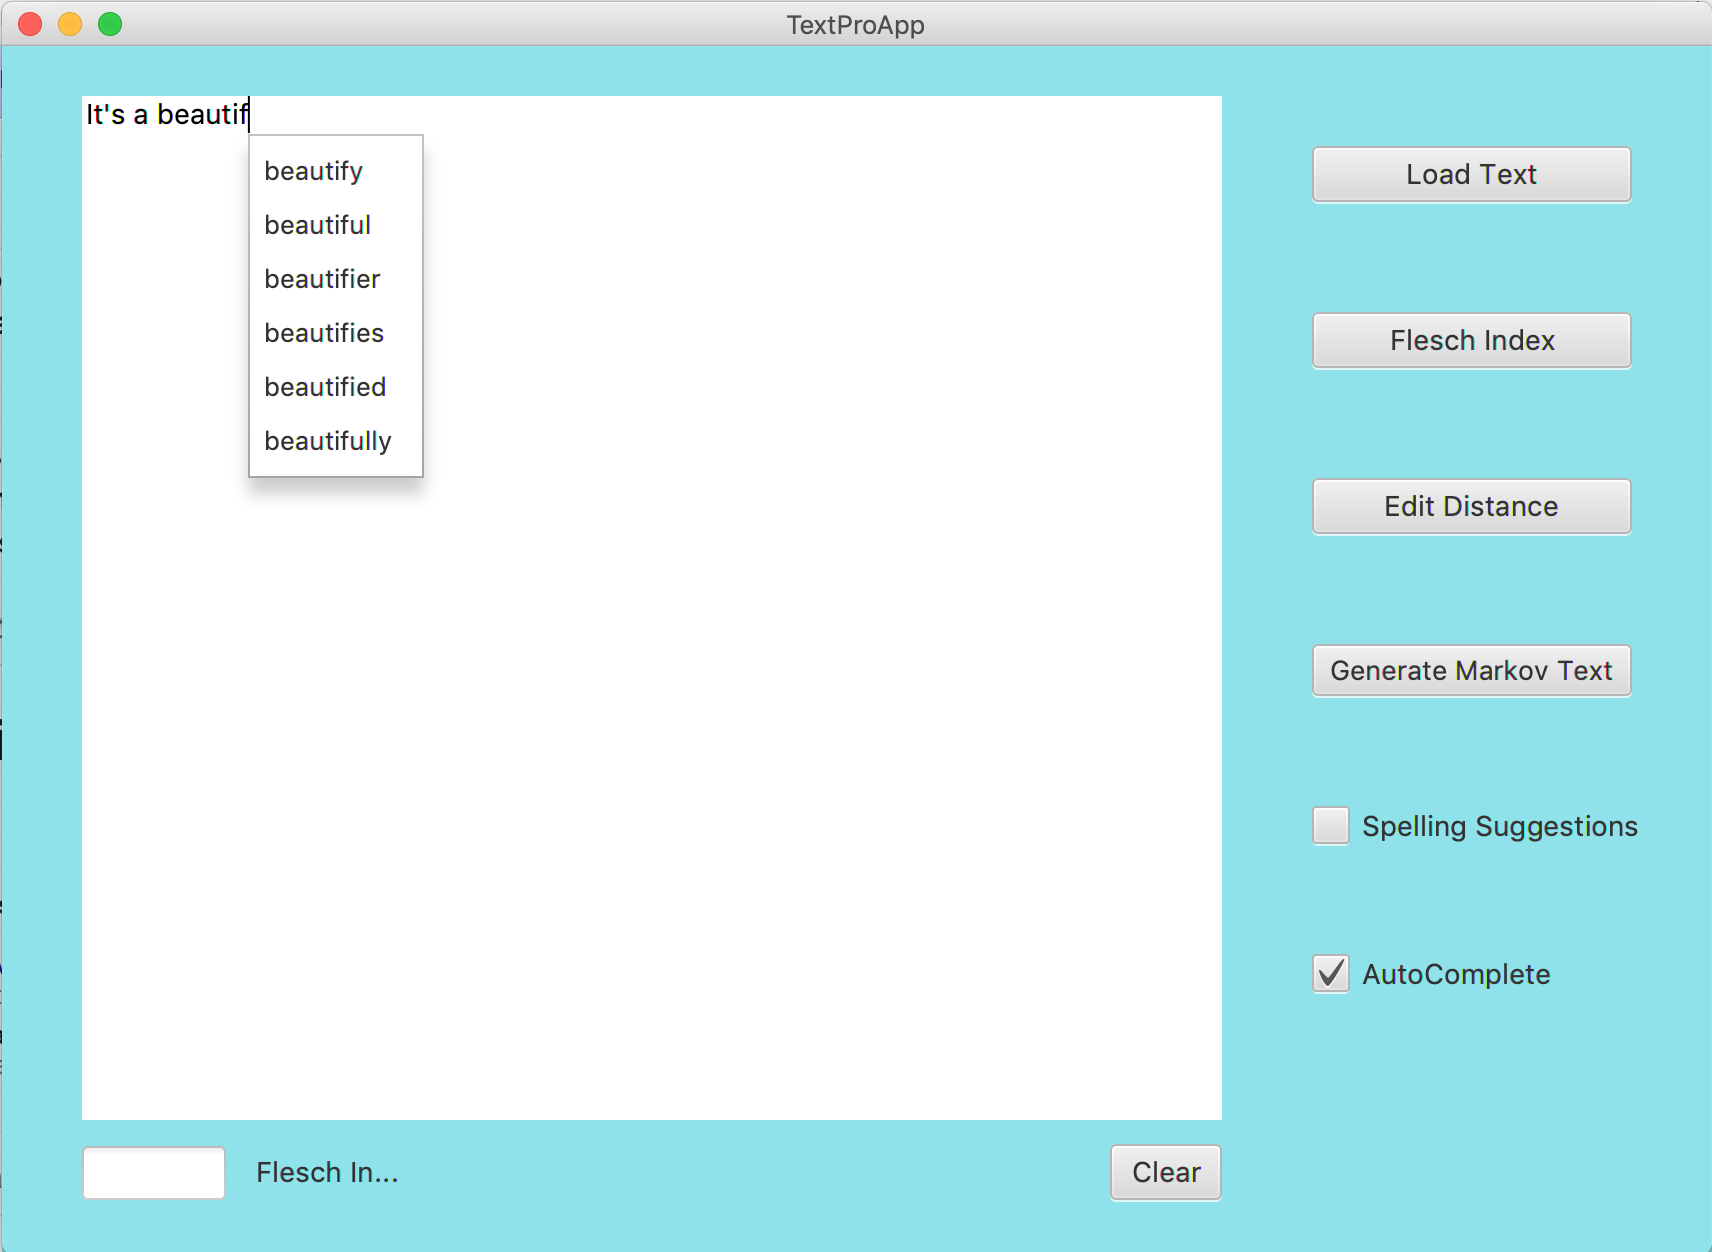 TextProApp
It's a beautif
beautify
beautiful
beautifier
beautifies
beautified
beautifully
Load Text
Flesch Index
Edit Distance
Generate Markov Text
Spelling Suggestions
AutoComplete
Flesch In...
Clear